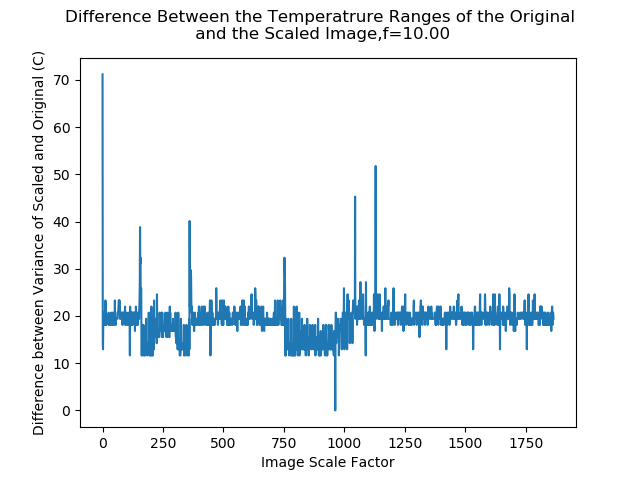 Difference Between the Temperatrure Ranges of the Original
and the Scaled Image,f=10.00
Difference between Variance of Scaled and Original (C)
70
60
50
40
30
20
10
0
0 250 500 750 1000 1250 1500 1750
Image Scale Factor